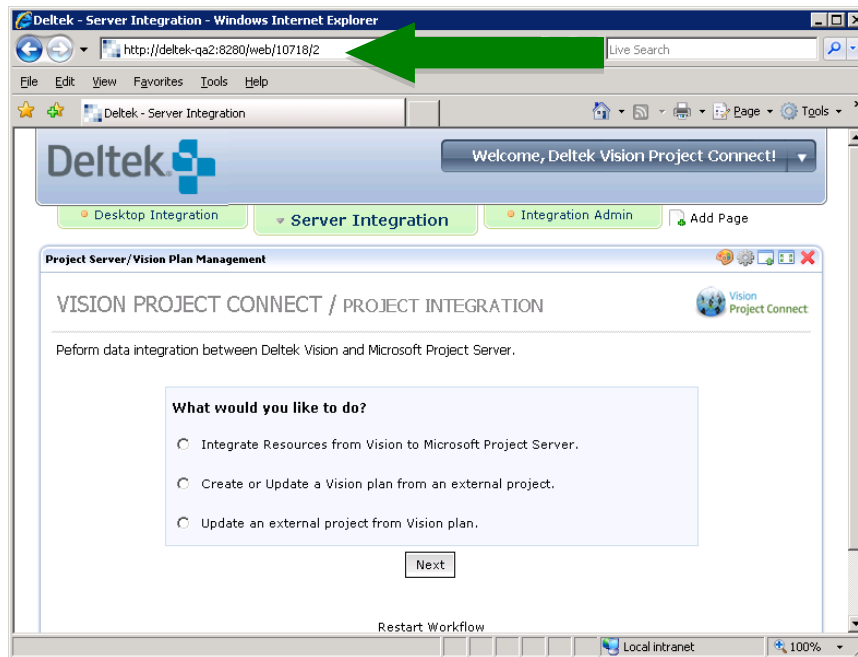 Deltek - Server Integration - Windows Internet Explorer
http://deltek-qa2:8280/web/10718/2
Live Search
File Edit View Favorites Tools Help
Deltek - Server Integration
Page Tools
Deltek
Welcome, Deltek Vision Project Connect!
Desktop Integration Server Integration Integration Admin Add Page
Project Server/Vision Plan Management
VISION PROJECT CONNECT / PROJECT INTEGRATION
Vision
Project Connect
Peform data integration between Deltek Vision and Microsoft Project Server.
What would you like to do?
Integrate Resources from Vision to Microsoft Project Server.
Create or Update a Vision plan from an external project.
Update an external project from Vision plan.
Next
Restart Workflow
Local intranet 100%